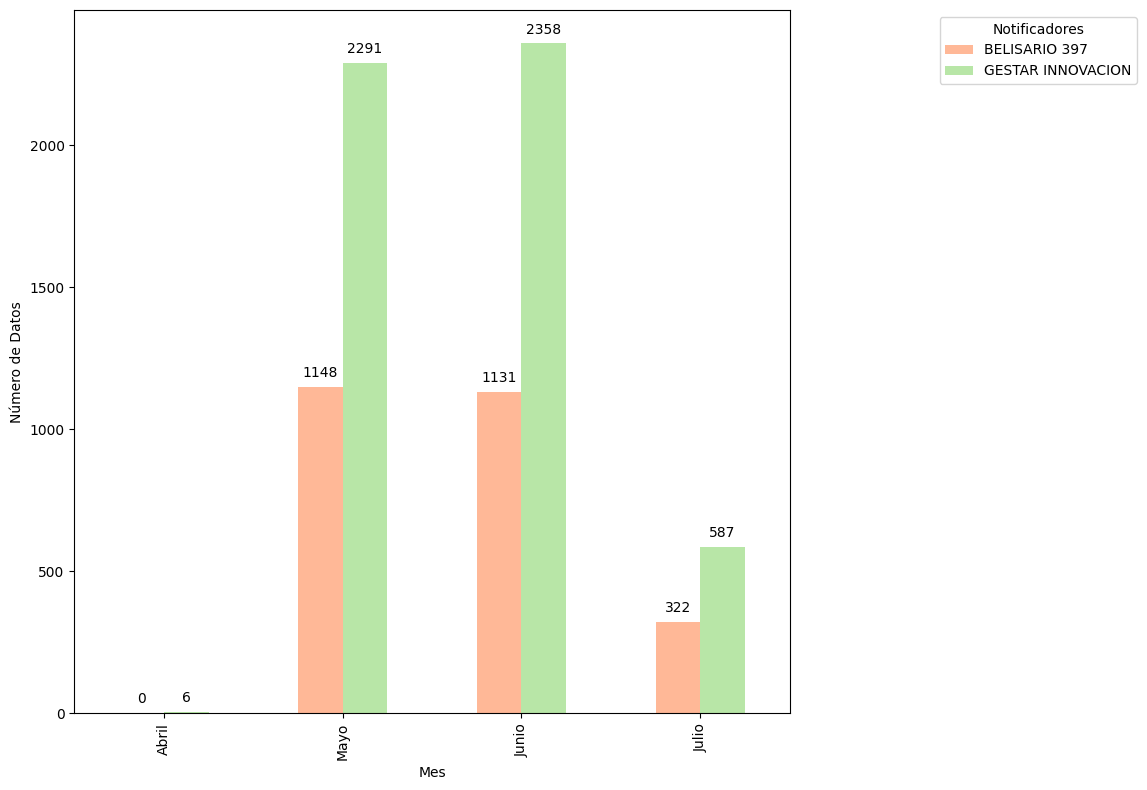 Notificadores
BELISARIO 397
GESTAR INNOVACION
2358
2291
2000
1500
Número de Datos
1148
1131
1000
587
500
322
0
6
0
Abril
Mayo
Junio
Julio
Mes